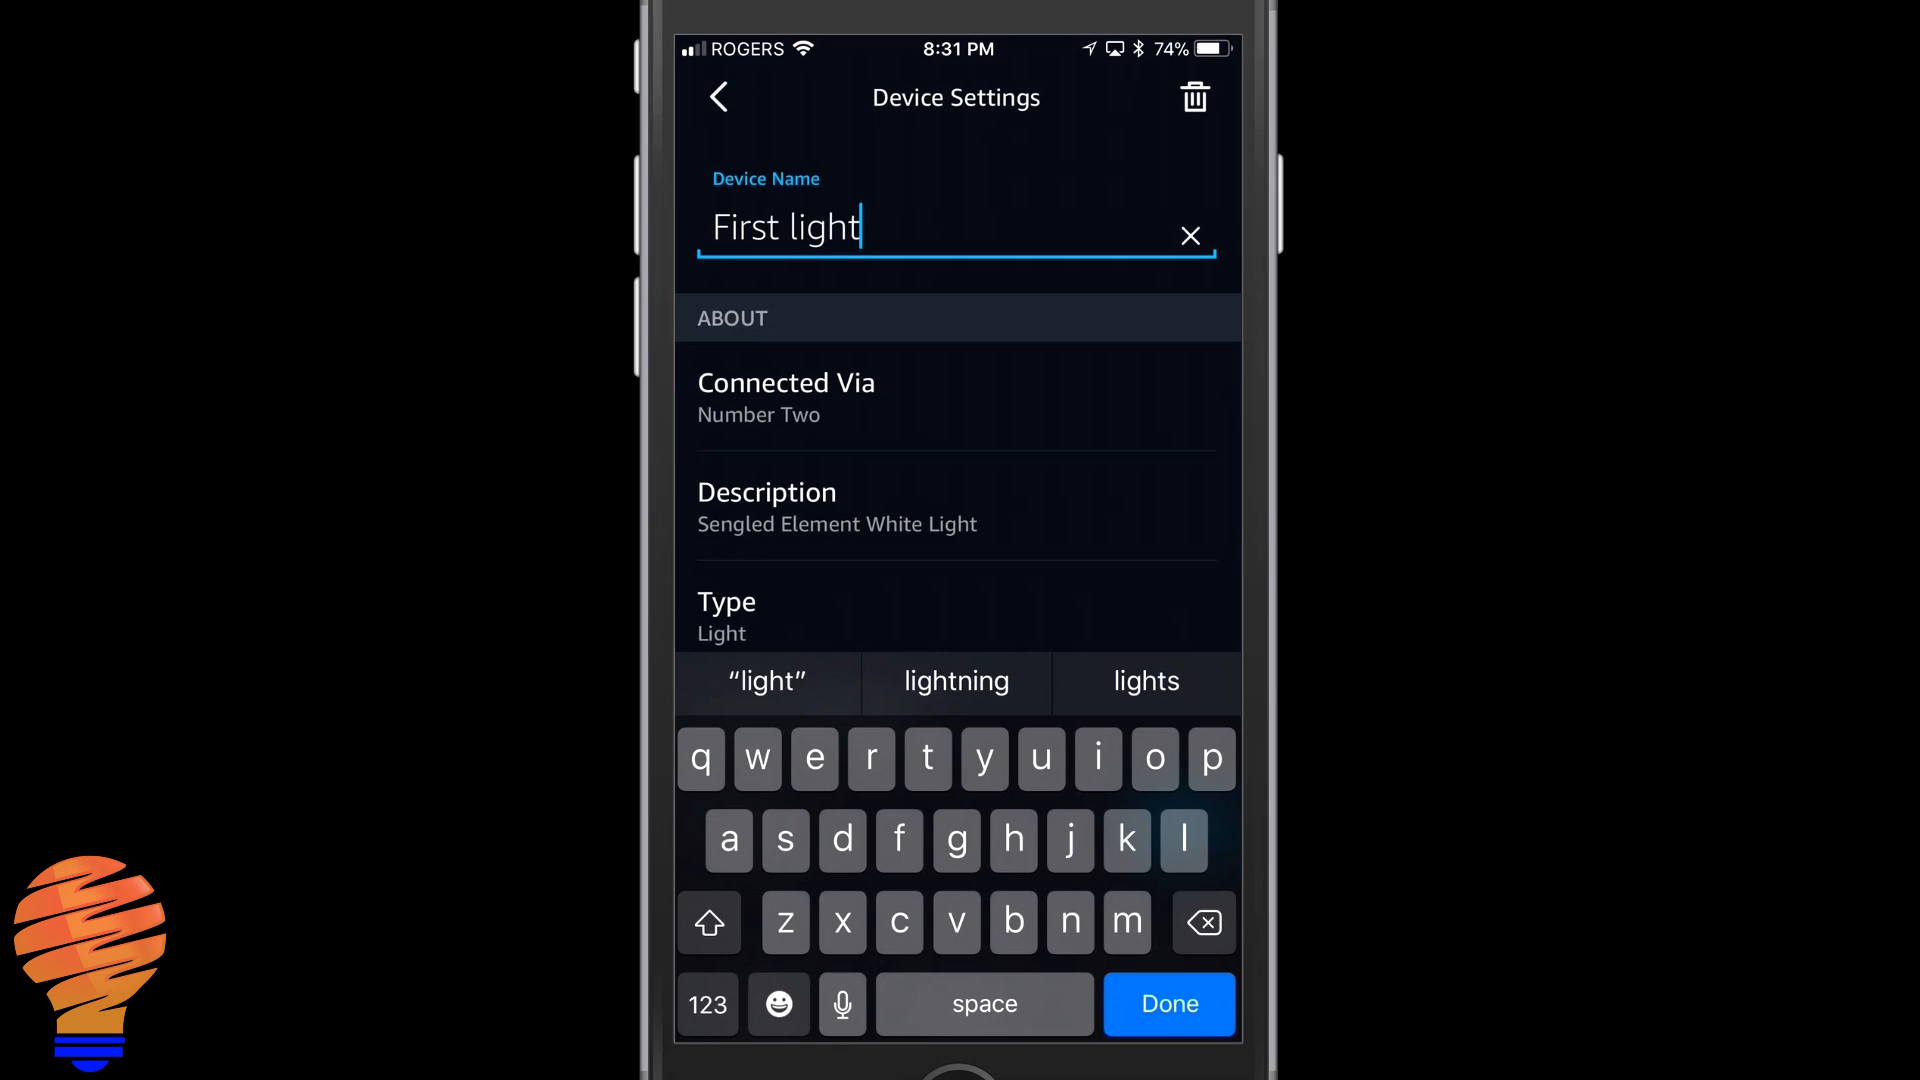 ROGERS 8:31 PM 74%
Device Settings
Device Name
First light
ABOUT
Connected Via
Number Two
Description
Sengled Element White Light
Type
Light
“light” lightning lights
q w e r t y u i o p
a s d f g h j k l
z x c v b n m
123 space Done